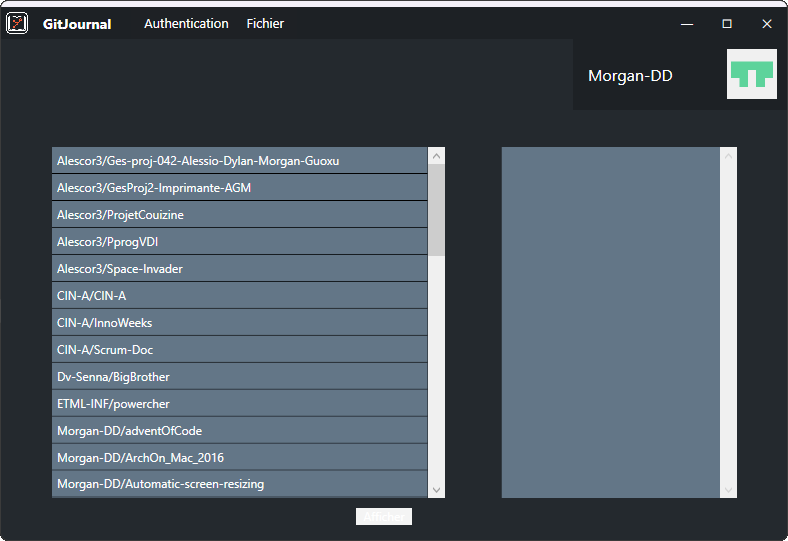 GitJournal Authentication Fichier
Morgan-DD
Alescor3/Ges-proj-042-Alessio-Dylan-Morgan-Guoxu
Alescor3/GesProj2-Imprimante-AGM
Alescor3/ProjetCouizine
Alescor3/PprogVDI
Alescor3/Space-Invader
CIN-A/CIN-A
CIN-A/InnoWeeks
CIN-A/Scrum-Doc
Dv-Senna/BigBrother
ETML-INF/powercher
Morgan-DD/adventOfCode
Morgan-DD/ArchOn_Mac_2016
Morgan-DD/Automatic-screen-resizing